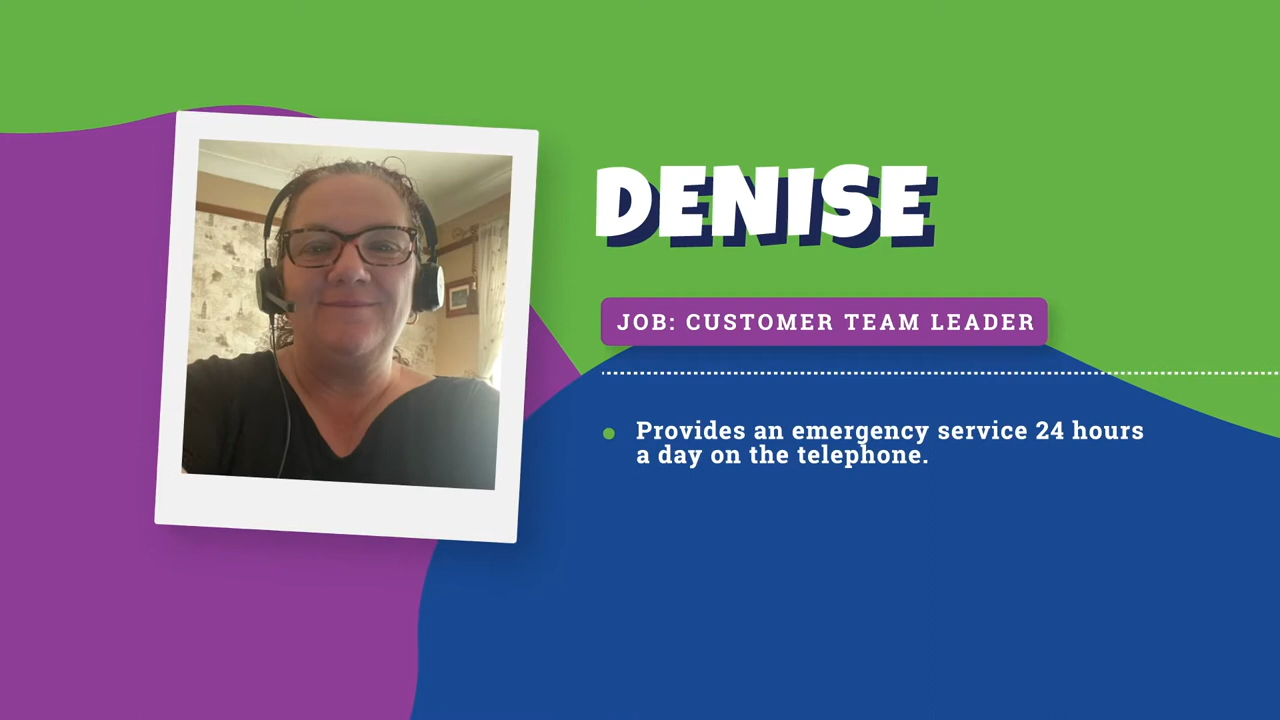 DENISE
JOB: CUSTOMER TEAM LEADER
Provides an emergency service 24 hours
a day on the telephone.